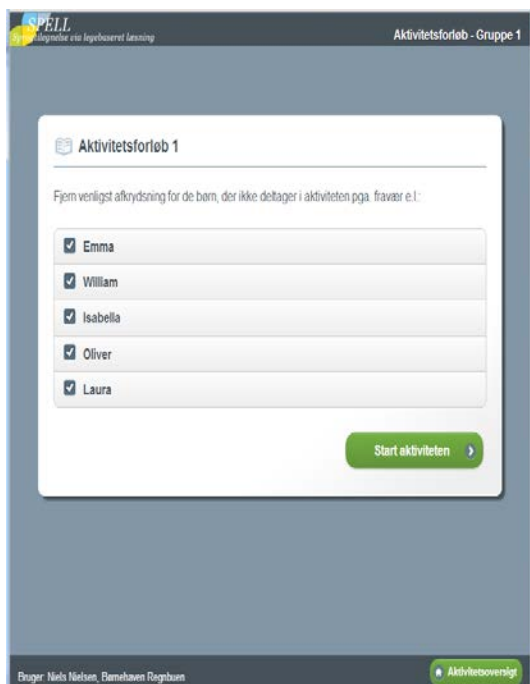 SPELL
Sprogtilegnelse via legebaseret læsning
Aktivitetsforløb - Gruppe 1
Aktivitetsforløb 1
Fjern venligst afkrydsning for de børn, der ikke deltager i aktiviteten pga. fravær e.l.:
Emma
William
Isabella
Oliver
Laura
Start aktiviteten
Bruger: Niels Nielsen, Børnehaven Regnbuen
Aktivitetsoversigt